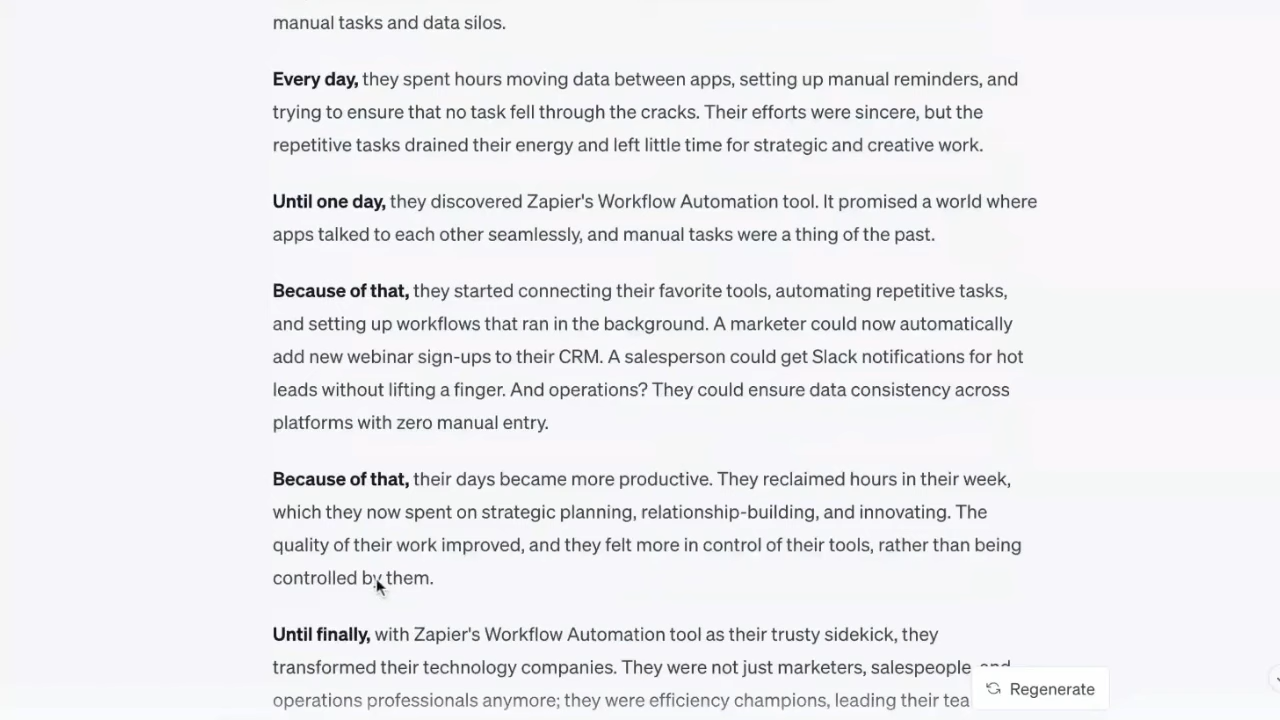 manual tasks and data silos.
Every day, they spent hours moving data between apps, setting up manual reminders, and
trying to ensure that no task fell through the cracks. Their efforts were sincere, but the
repetitive tasks drained their energy and left little time for strategic and creative work.
Until one day, they discovered Zapier's Workflow Automation tool. It promised a world where
apps talked to each other seamlessly, and manual tasks were a thing of the past.
Because of that, they started connecting their favorite tools, automating repetitive tasks,
and setting up workflows that ran in the background. A marketer could now automatically
add new webinar sign-ups to their CRM. A salesperson could get Slack notifications for hot
leads without lifting a finger. And operations? They could ensure data consistency across
platforms with zero manual entry.
Because of that, their days became more productive. They reclaimed hours in their week,
which they now spent on strategic planning, relationship-building, and innovating. The
quality of their work improved, and they felt more in control of their tools, rather than being
controlled by them.
Until finally, with Zapier's Workflow Automation tool as their trusty sidekick, they
transformed their technology companies. They were not just marketers, salespeople, and
operations professionals anymore; they were efficiency champions, leading their
Regenerate